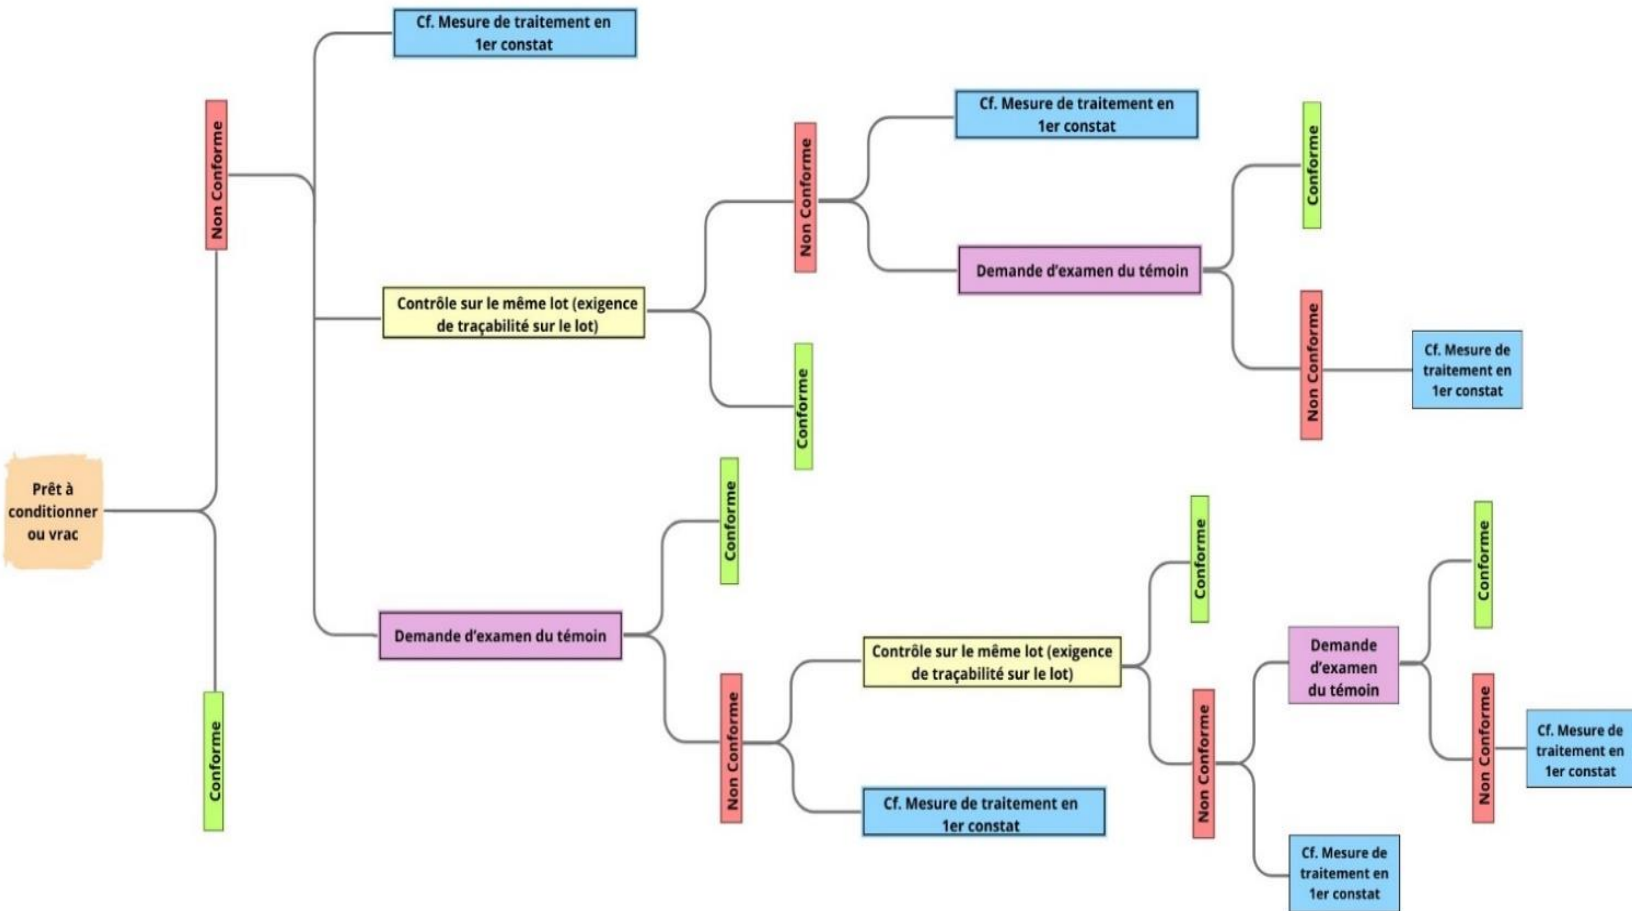 Cf. Mesure de traitement en
1er constat
Non Conforme
Cf. Mesure de traitement en
1er constat
Non Conforme
Conforme
Demande d'examen du témoin
Contrôle sur le même lot (exigence
de traçabilité sur le lot)
Non Conforme
Cf. Mesure de
traitement en
1er constat
Conforme
Prêt à
conditionner
ou vrac
Conforme
Conforme
Conforme
Demande d'examen du témoin
Contrôle sur le même lot (exigence
de traçabilité sur le lot)
Demande
d'examen
du témoin
Non Conforme
Non Conforme
Non Conforme
Cf. Mesure de
traitement en
1er constat
Conforme
Cf. Mesure de traitement en
1er constat
Cf. Mesure de
traitement en
1er constat